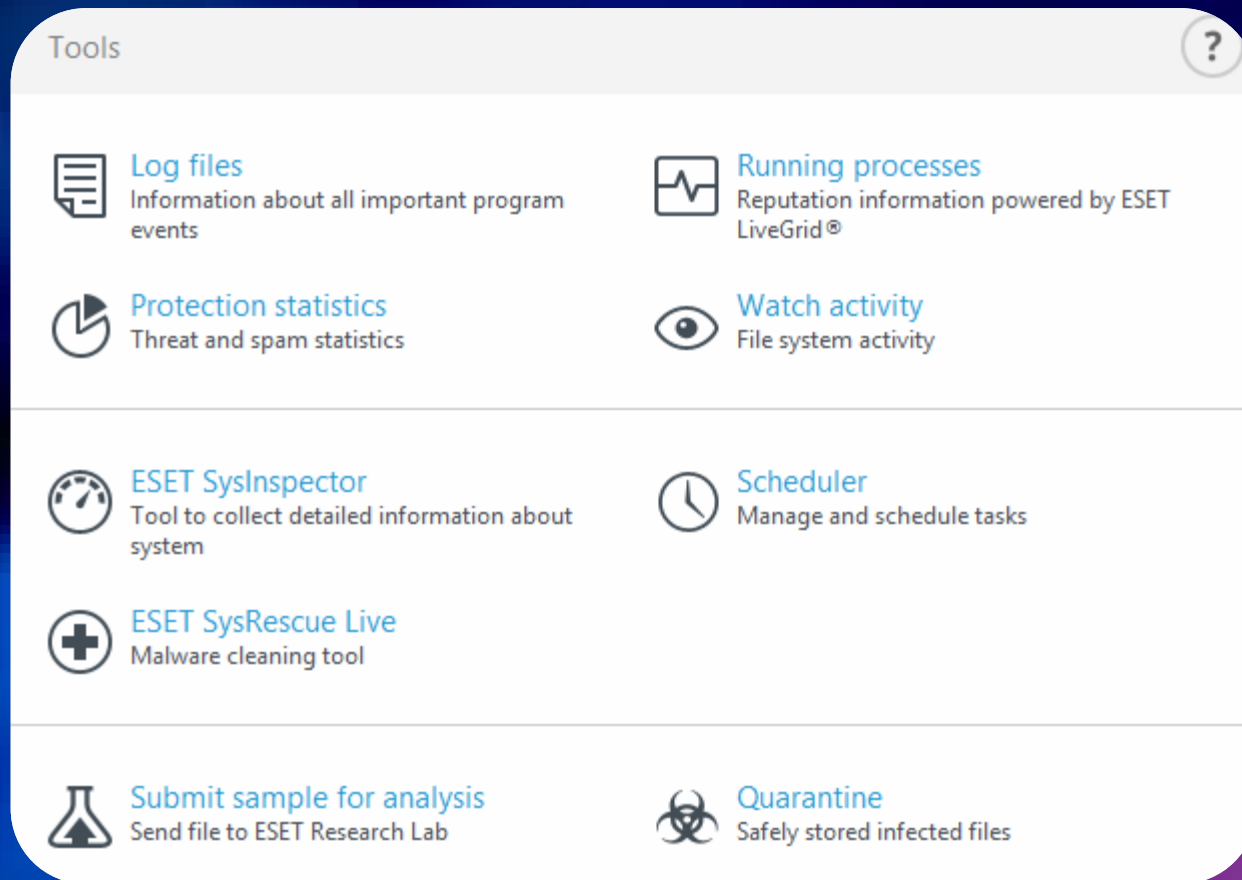 Tools
?
Log files
Information about all important program
events
Running processes
Reputation information powered by ESET
LiveGrid®
Protection statistics
Threat and spam statistics
Watch activity
File system activity
ESET SysInspector
Tool to collect detailed information about
system
Scheduler
Manage and schedule tasks
ESET SysRescue Live
Malware cleaning tool
Submit sample for analysis
Send file to ESET Research Lab
Quarantine
Safely stored infected files